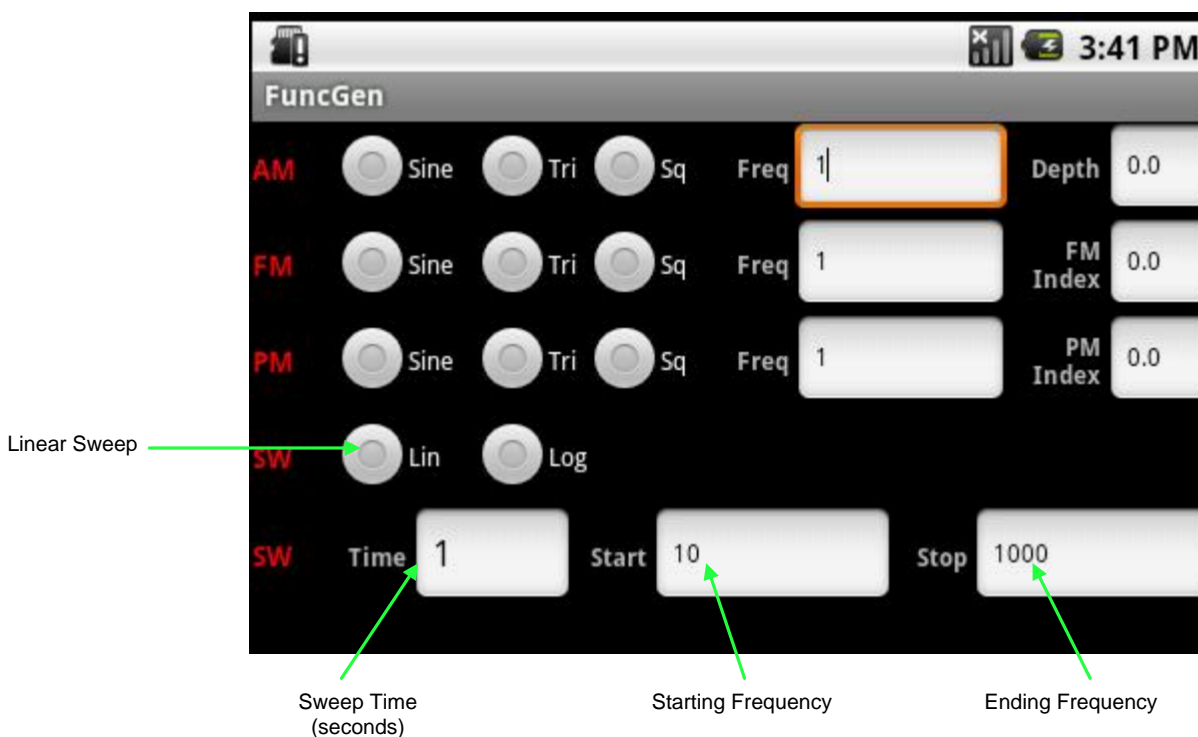 3:41 PM
FuncGen
AM Sine Tri Sq Freq 1 Depth 0.0
FM Sine Tri Sq Freq 1 FM Index 0.0
PM Sine Tri Sq Freq 1 PM Index 0.0
Linear Sweep SW Lin Log
SW Time 1 Start 10 Stop 1000
Sweep Time (seconds) Starting Frequency Ending Frequency